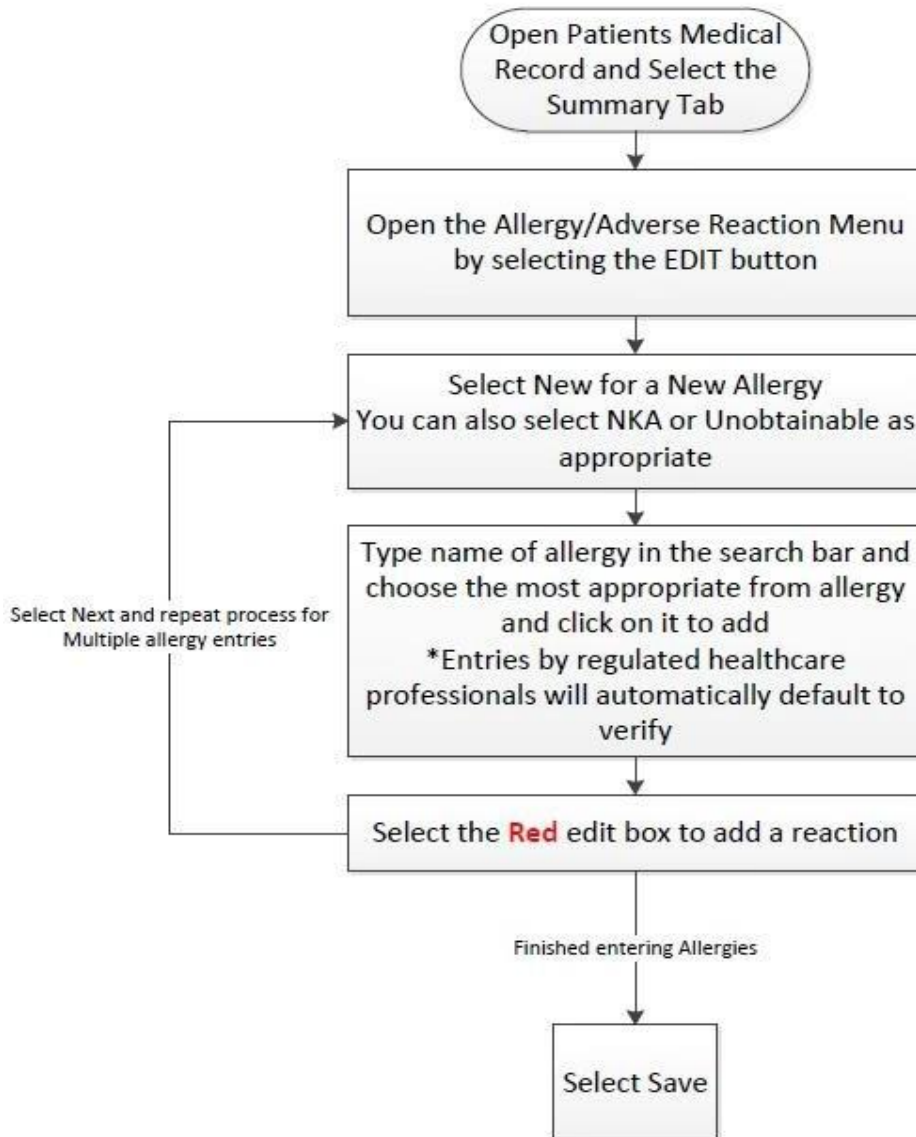 Open Patients Medical
Record and Select the
Summary Tab
Open the Allergy/Adverse Reaction Menu
by selecting the EDIT button
Select New for a New Allergy
You can also select NKA or Unobtainable as
appropriate
Type name of allergy in the search bar and
choose the most appropriate from allergy
and click on it to add
*Entries by regulated healthcare
professionals will automatically default to
verify
Select Next and repeat process for
Multiple allergy entries
Select the Red edit box to add a reaction
Finished entering Allergies
Select Save